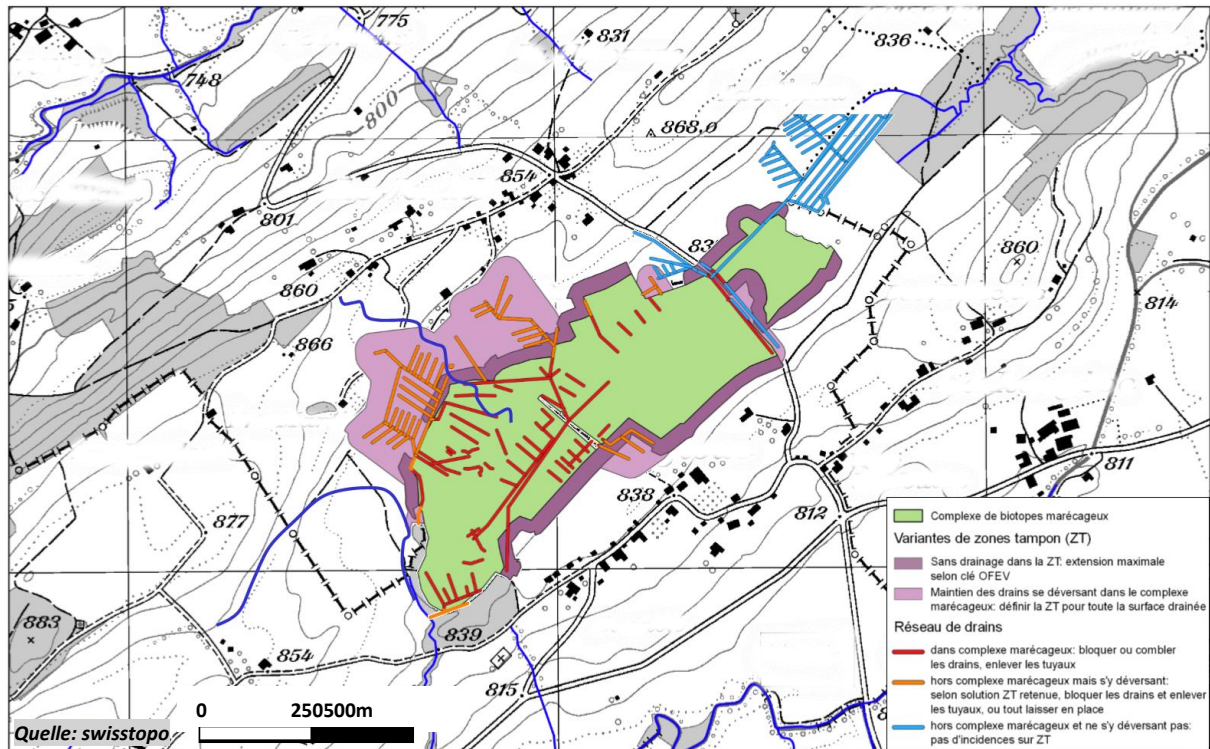 775
831
836
748
800
868,0
854
801
83
860
860
814
866
838
811
812
877
883
839
854
815
8
Complexe de biotopes marécageux
Variantes de zones tampon (ZT)
Sans drainage dans la ZT: extension maximale
selon clé OFEV
Maintien des drains se déversant dans le complexe
marécageux: définir la ZT pour toute la surface drainée
Réseau de drains
dans complexe marécageux: bloquer ou combler
les drains, enlever les tuyaux
hors complexe marécageux mais s'y déversant:
selon solution ZT retenue, bloquer les drains et enlever
les tuyaux, ou tout laisser en place
hors complexe marécageux et ne s'y déversant pas:
pas d'incidences sur ZT
0 250500m
Quelle: swisstopo